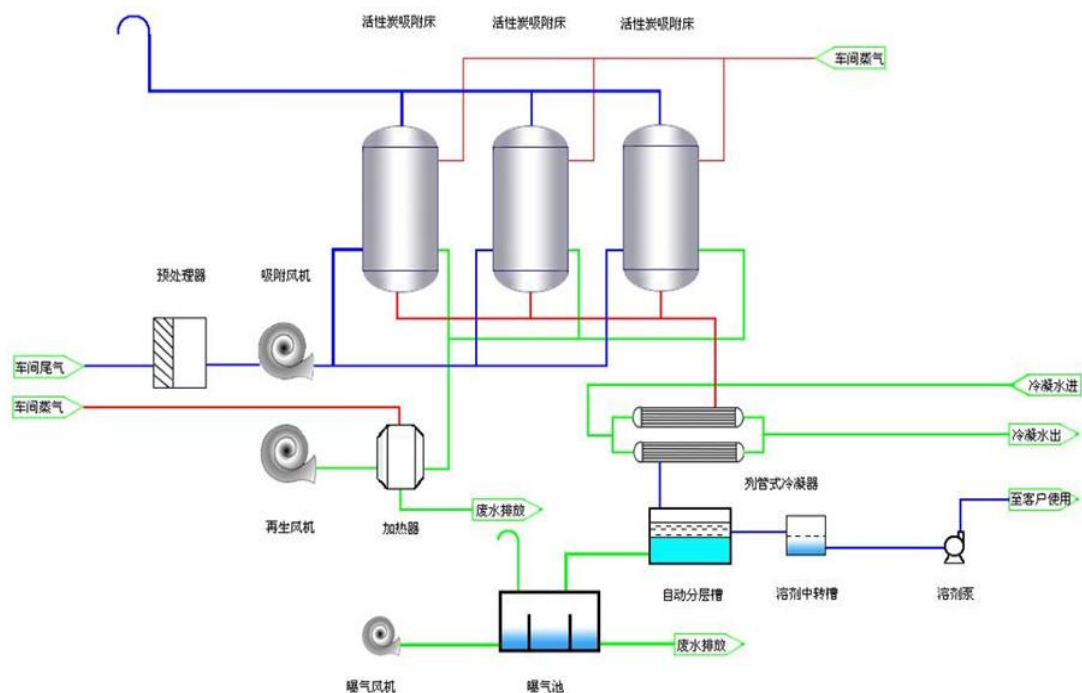 活性炭吸附床
活性炭吸附床
活性炭吸附床
车间蒸气
预处理器
吸附风机
车间尾气
车间蒸气
冷凝水进
冷凝水出
列管式冷凝器
再生风机
加热器
废水排放
至客户使用
自动分层槽
溶剂中转槽
溶剂泵
废水排放
曝气风机
曝气池